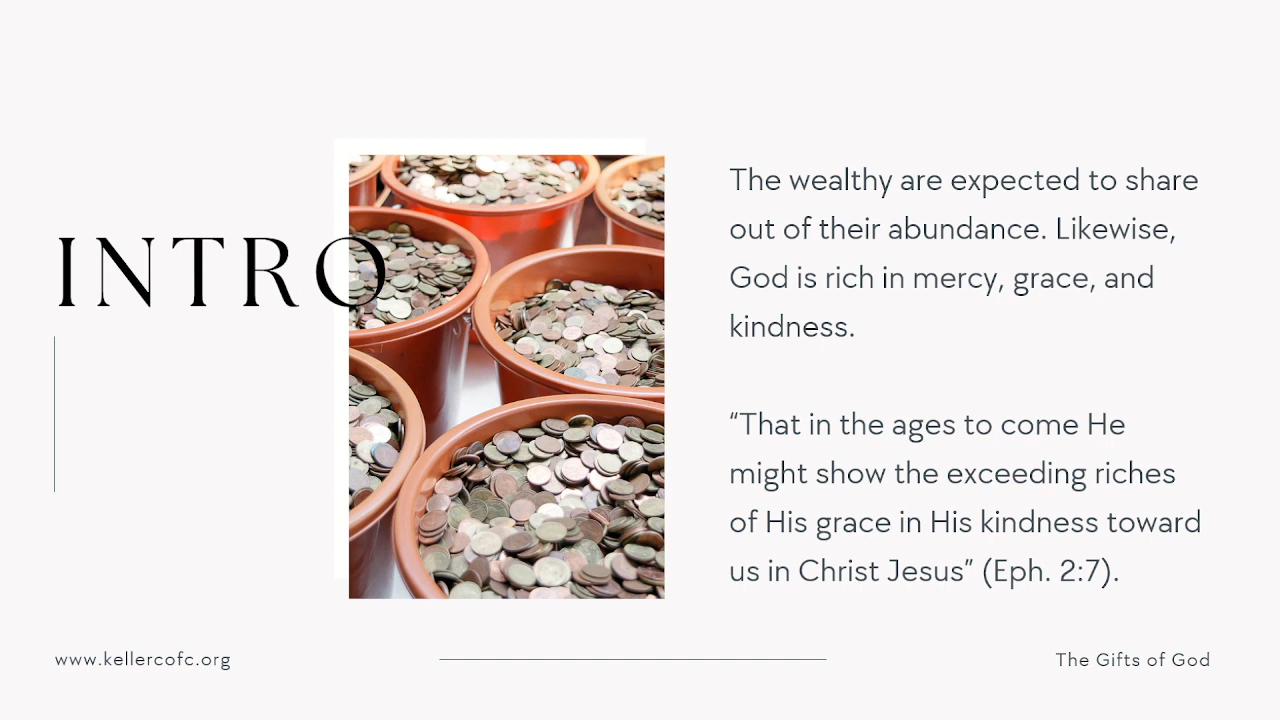 INTRO
The wealthy are expected to share
out of their abundance. Likewise,
God is rich in mercy, grace, and
kindness.
“That in the ages to come He
might show the exceeding riches
of His grace in His kindness toward
us in Christ Jesus” (Eph. 2:7).
www.kellercofc.org
The Gifts of God